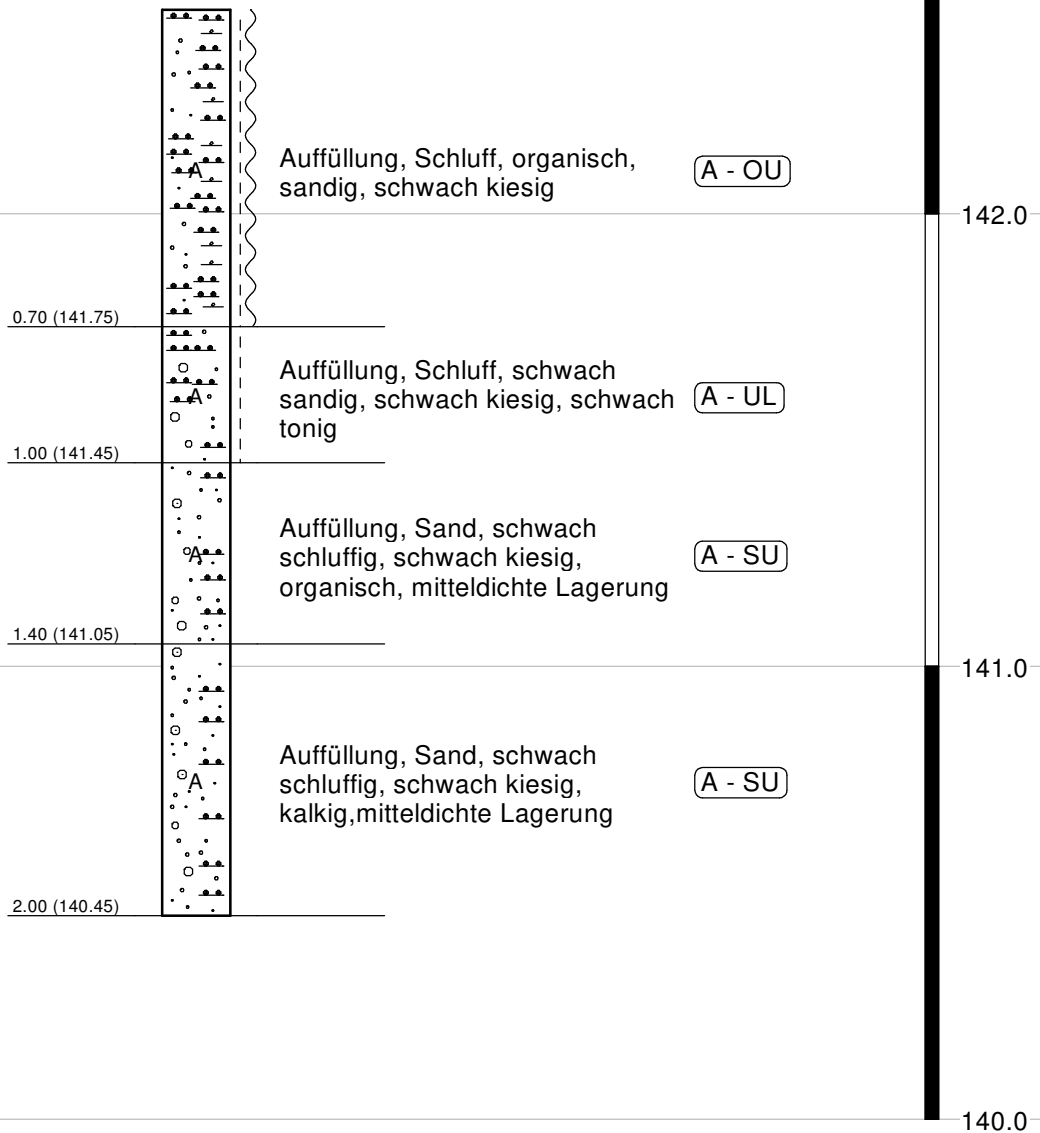 A
Auffüllung, Schluff, organisch,
sandig, schwach kiesig
A - OU
142.0
0.70 (141.75)
A
Auffüllung, Schluff, schwach
sandig, schwach kiesig, schwach
tonig
A - UL
1.00 (141.45)
A
Auffüllung, Sand, schwach
schluffig, schwach kiesig,
organisch, mitteldichte Lagerung
A - SU
1.40 (141.05)
141.0
A
Auffüllung, Sand, schwach
schluffig, schwach kiesig,
kalkig,mitteldichte Lagerung
A - SU
2.00 (140.45)
140.0